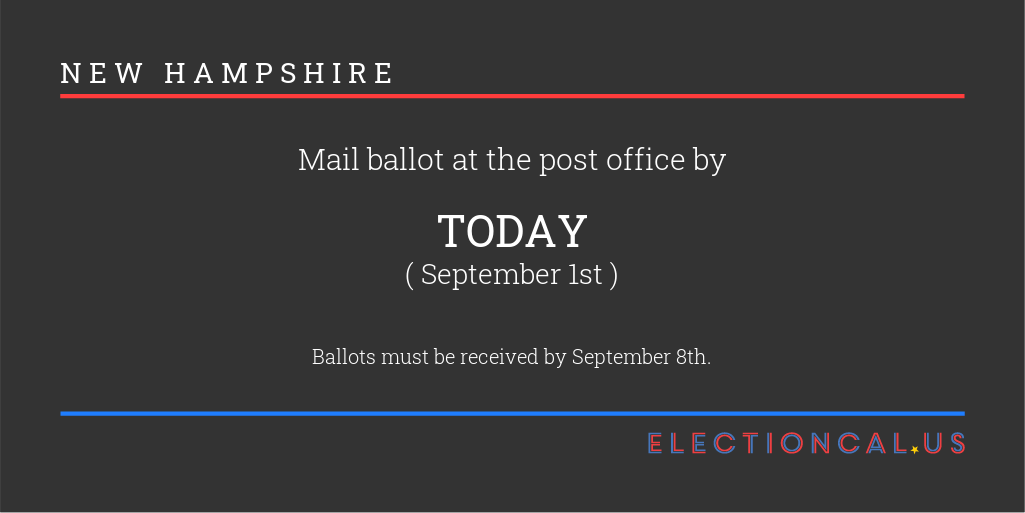 NEW HAMPSHIRE
Mail ballot at the post office by
TODAY
( September 1st )
Ballots must be received by September 8th.
ELECTIONCAL.US